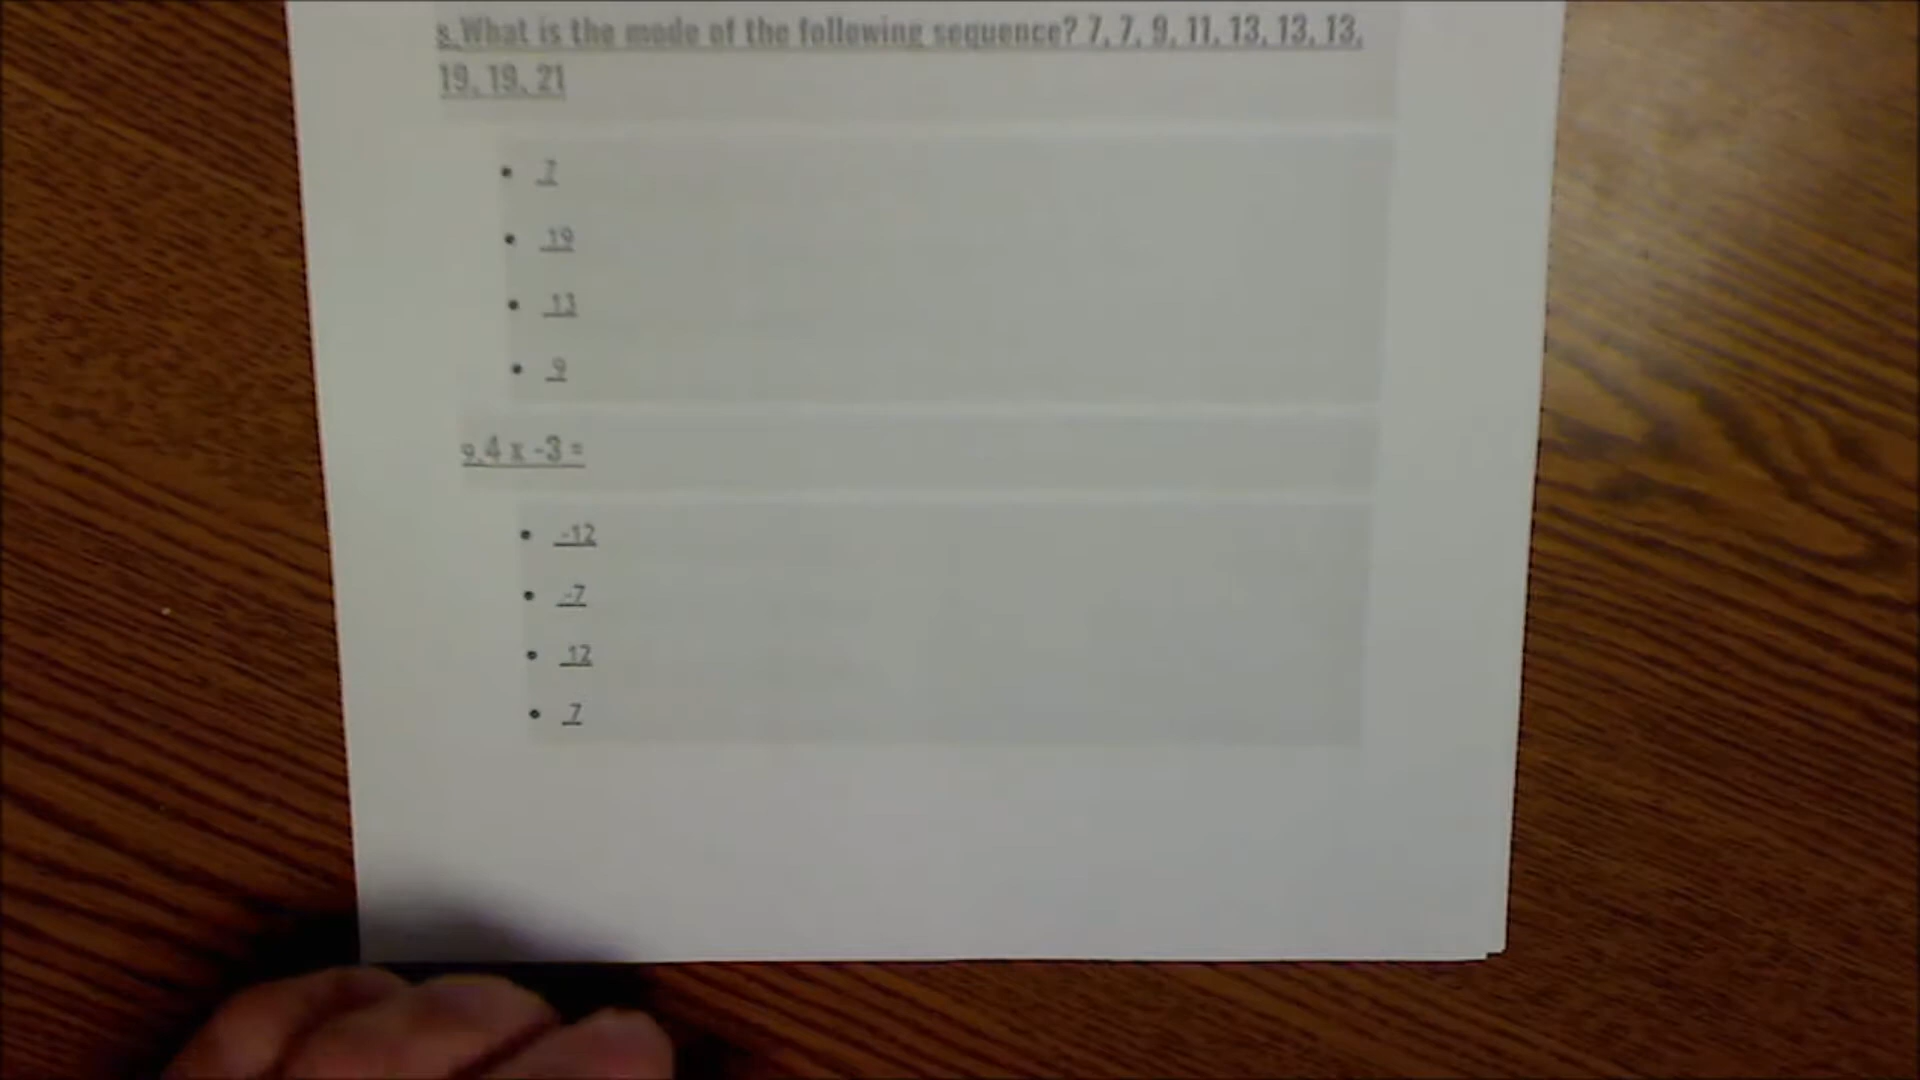 8.What is the mode of the following sequence? 7, 7, 9, 11, 13, 13, 13,
19, 19, 21
• 7
• 19
• 13
• 9
9.4 x -3 =
• -12
• -7
• 12
• 7